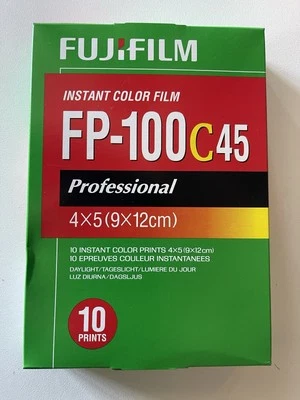 FUJIFILM
INSTANT COLOR FILM
FP-100C45
Professional
4×5(9×12cm)
10 INSTANT COLOR PRINTS 4×5(9×12cm)
10 EPREUVES COULEUR INSTANTANEES
DAYLIGHT/TAGESLICHT/LUMIERE DU JOUR
LUZ DIURNA/DAGSLJUS
10
PRINTS